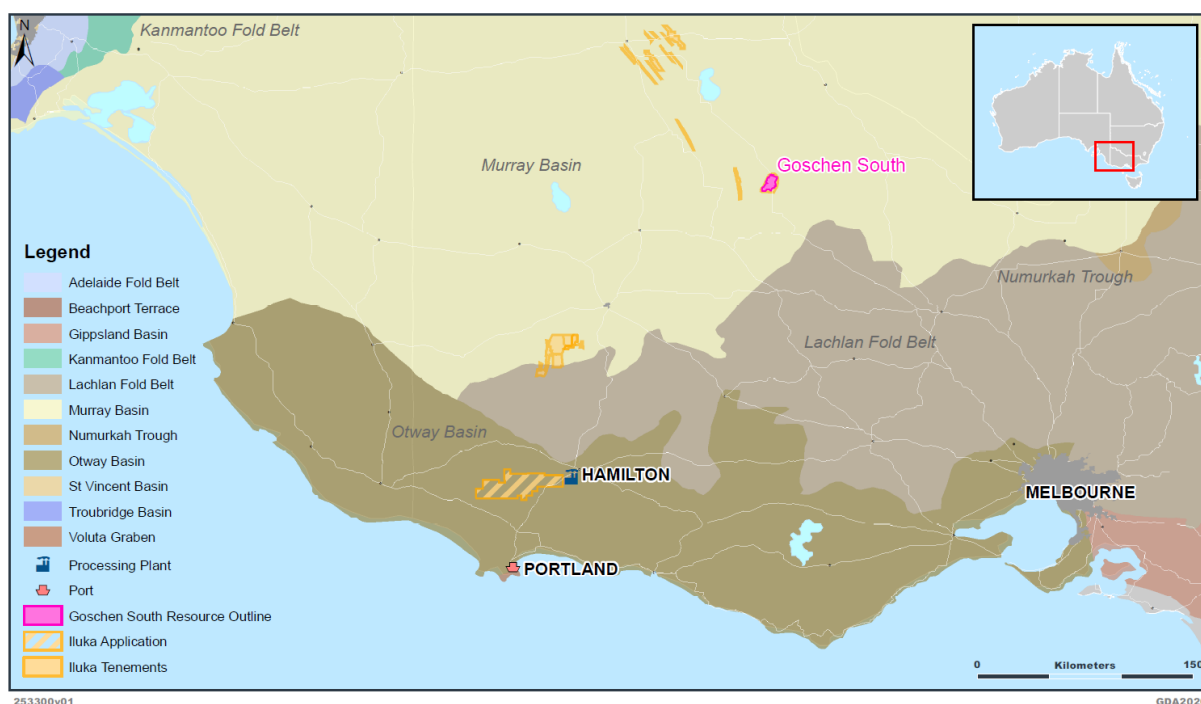 N
Kanmantoo Fold Belt
Murray Basin
Goschen South
Numurkah Trough
Lachlan Fold Belt
Otway Basin
HAMILTON
MELBOURNE
PORTLAND
Legend
Adelaide Fold Belt
Beachport Terrace
Gippsland Basin
Kanmantoo Fold Belt
Lachlan Fold Belt
Murray Basin
Numurkah Trough
Otway Basin
St Vincent Basin
Troubridge Basin
Voluta Graben
Processing Plant
Port
Goschen South Resource Outline
Iluka Application
Iluka Tenements
0 Kilometers 150
253300v01
GDA2020